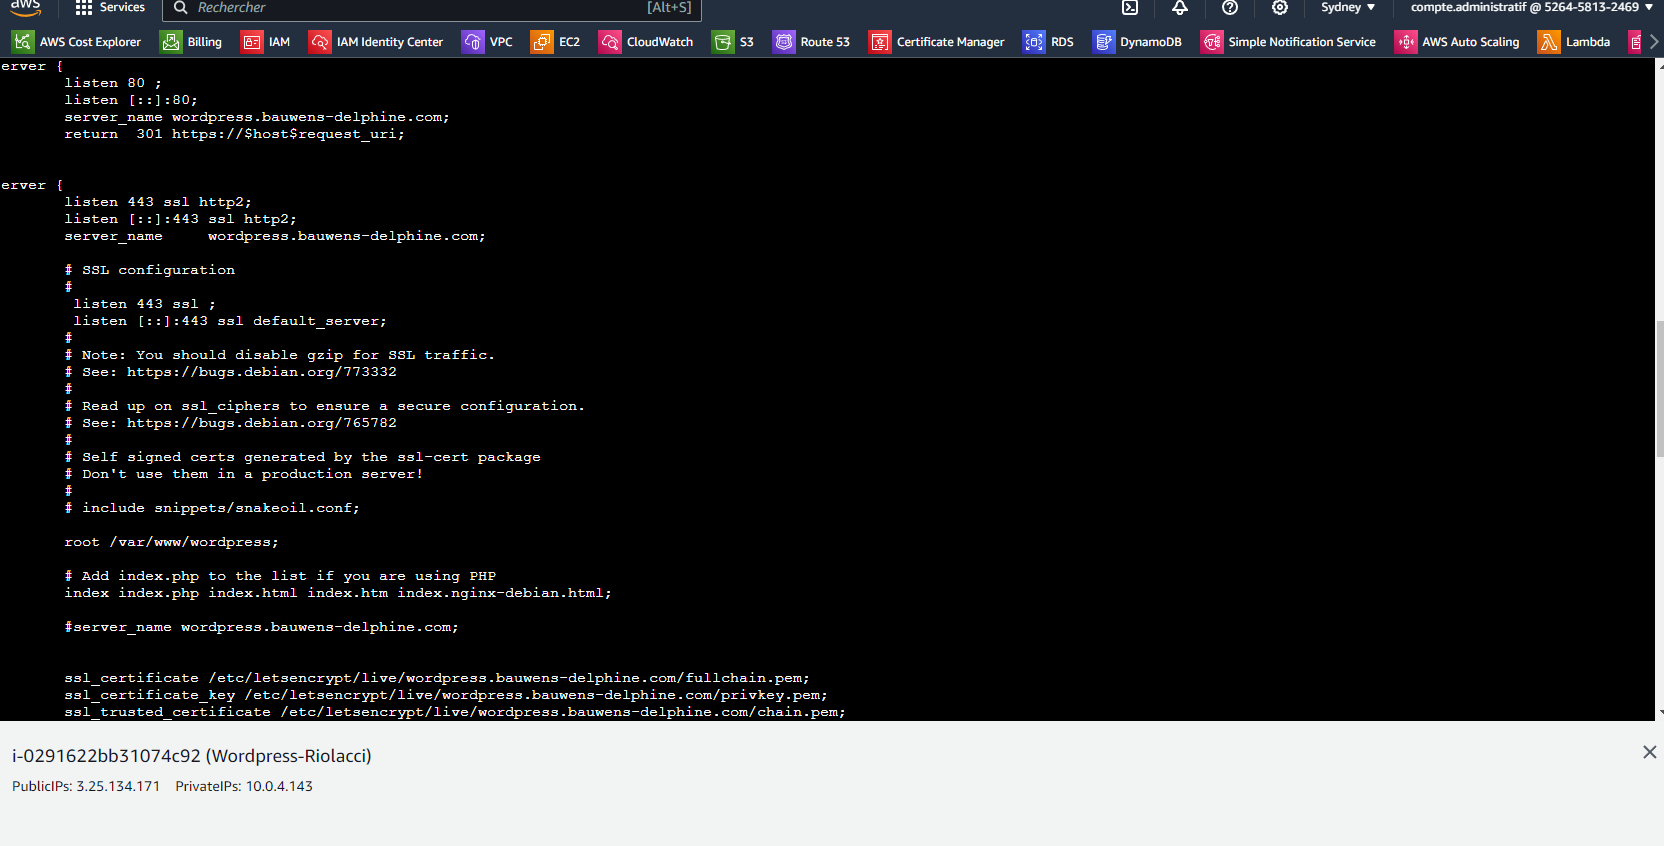 aws
Services
Rechercher
[Alt+S]
Sydney ▼
compte.administratif @ 5264-5813-2469 ▼
AWS Cost Explorer
Billing
IAM
IAM Identity Center
VPC
EC2
CloudWatch
S3
Route 53
Certificate Manager
RDS
DynamoDB
Simple Notification Service
AWS Auto Scaling
Lambda
erver {
listen 80 ;
listen [::]:80;
server_name wordpress.bauwens-delphine.com;
return  301 https://$host$request_uri;
erver {
listen 443 ssl http2;
listen [::]:443 ssl http2;
server_name     wordpress.bauwens-delphine.com;
# SSL configuration
#
listen 443 ssl ;
listen [::]:443 ssl default_server;
#
# Note: You should disable gzip for SSL traffic.
# See: https://bugs.debian.org/773332
#
# Read up on ssl_ciphers to ensure a secure configuration.
# See: https://bugs.debian.org/765782
#
# Self signed certs generated by the ssl-cert package
# Don't use them in a production server!
#
# include snippets/snakeoil.conf;
root /var/www/wordpress;
# Add index.php to the list if you are using PHP
index index.php index.html index.htm index.nginx-debian.html;
#server_name wordpress.bauwens-delphine.com;
ssl_certificate /etc/letsencrypt/live/wordpress.bauwens-delphine.com/fullchain.pem;
ssl_certificate_key /etc/letsencrypt/live/wordpress.bauwens-delphine.com/privkey.pem;
ssl_trusted_certificate /etc/letsencrypt/live/wordpress.bauwens-delphine.com/chain.pem;
i-0291622bb31074c92 (Wordpress-Riolacci)
PublicIPs: 3.25.134.171 PrivateIPs: 10.0.4.143